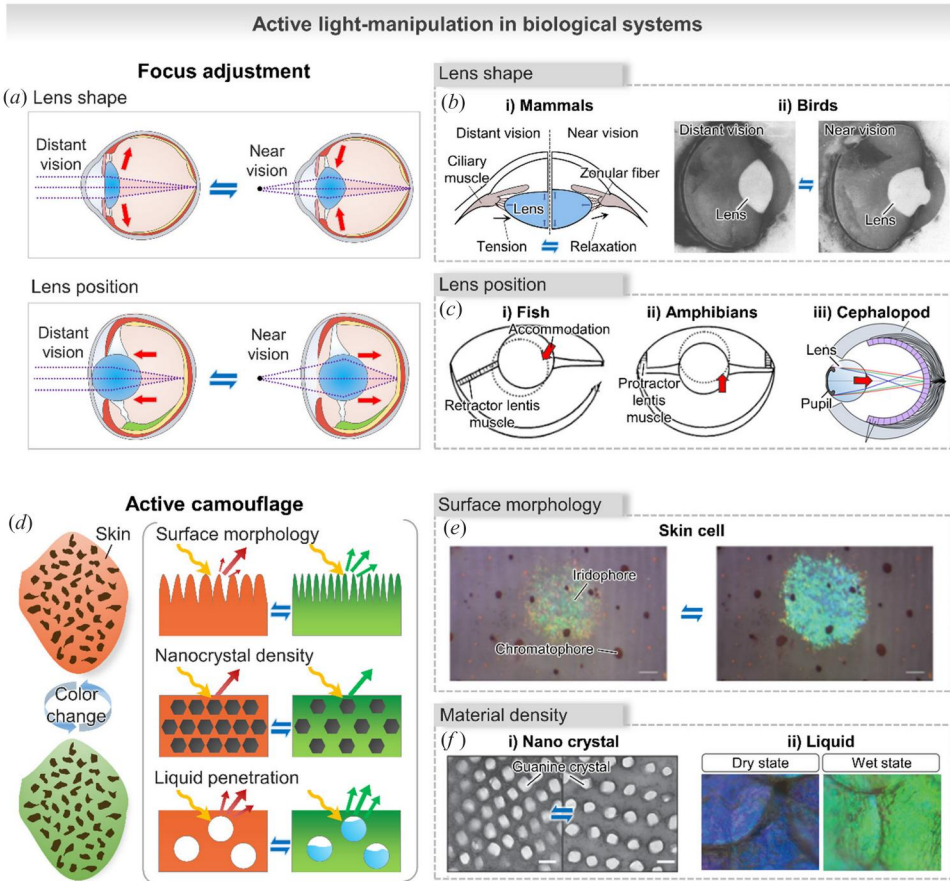 Active light-manipulation in biological systems
Focus adjustment
(a) Lens shape
Distant
vision
Near
vision
Lens position
Distant
vision
Near
vision
Lens shape
(b)
i) Mammals
Distant vision
Near vision
Ciliary
muscle
Zonular fiber
Lens
Tension
Relaxation
ii) Birds
Distant vision
Lens
Near vision
Lens
Lens position
(c)
i) Fish
Accommodation
Retractor lentis
muscle
ii) Amphibians
Protractor
lentis
muscle
iii) Cephalopod
Lens
Pupil
Active camouflage
(d)
Skin
Color
change
Surface morphology
Nanocrystal density
Liquid penetration
Surface morphology
(e)
Skin cell
Iridophore
Chromatophore
Material density
(f)
i) Nano crystal
Guanine crystal
ii) Liquid
Dry state
Wet state